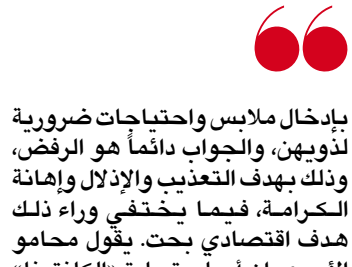 بإدخال ملابس واحتياجات ضرورية
لذويهن، والجواب دائماً هو الرفض،
وذلك بهدف التعذيب والإذلال وإهانة
الكرامة، فيما يختفي وراء ذلك
هدف اقتصادي بحت. يقول محامو